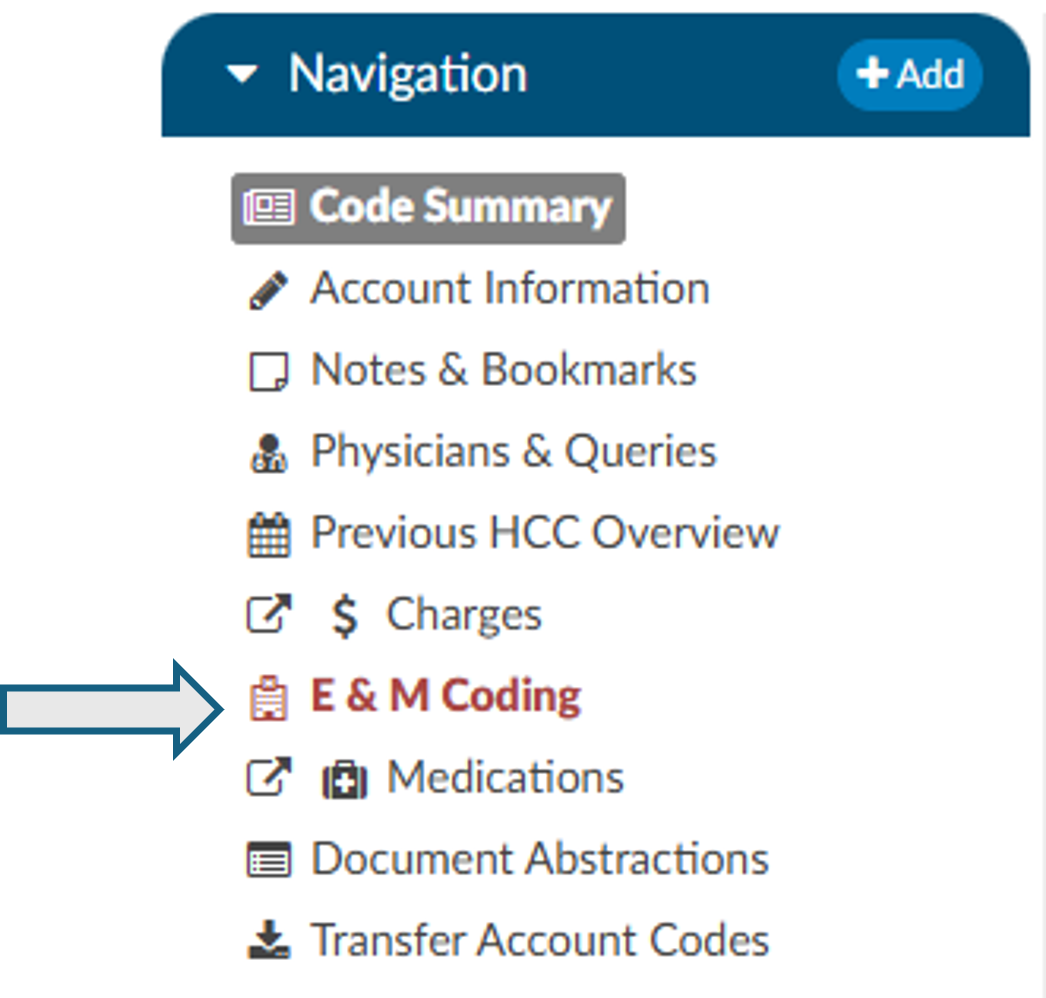 Navigation
+ Add
Code Summary
Account Information
Notes & Bookmarks
Physicians & Queries
Previous HCC Overview
$ Charges
E & M Coding
Medications
Document Abstractions
Transfer Account Codes